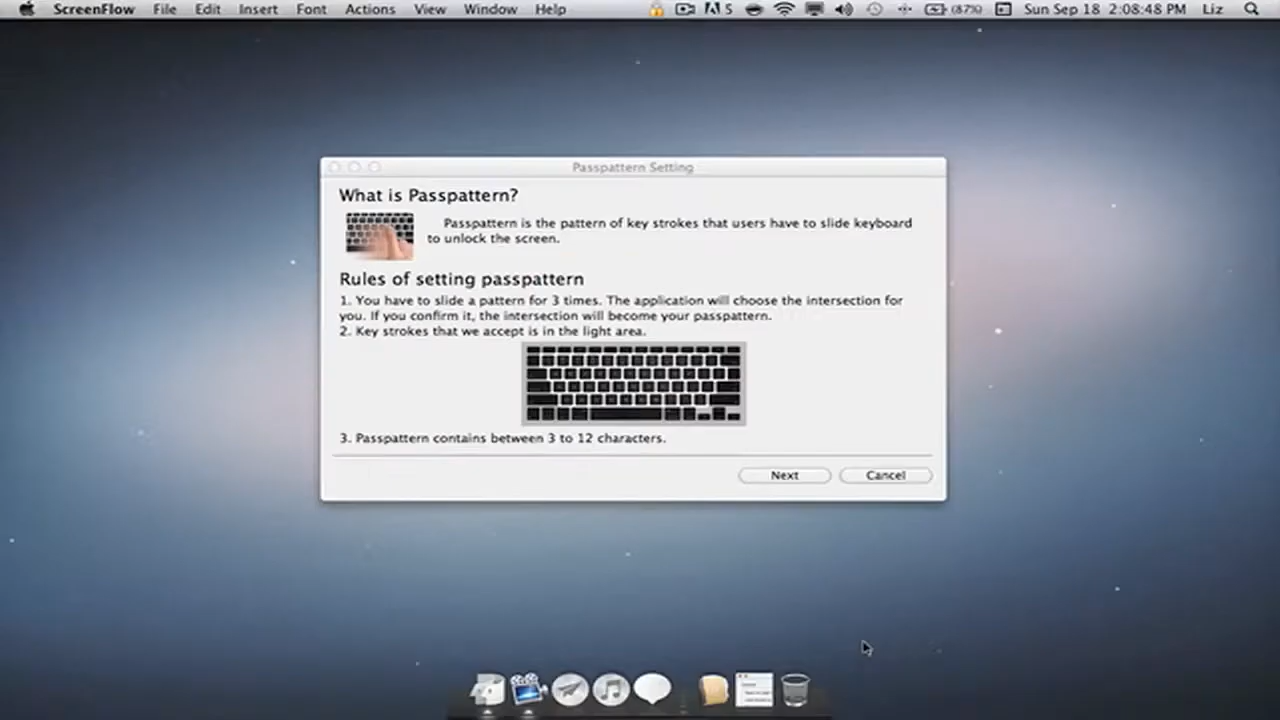 ScreenFlow File Edit Insert Font Actions View Window Help 5 (87%) Sun Sep 18 2:08:48 PM Liz
Passpattern Setting
What is Passpattern?
Passpattern is the pattern of key strokes that users have to slide keyboard
to unlock the screen.
Rules of setting passpattern
1. You have to slide a pattern for 3 times. The application will choose the intersection for
you. If you confirm it, the intersection will become your passpattern.
2. Key strokes that we accept is in the light area.
3. Passpattern contains between 3 to 12 characters.
Next Cancel